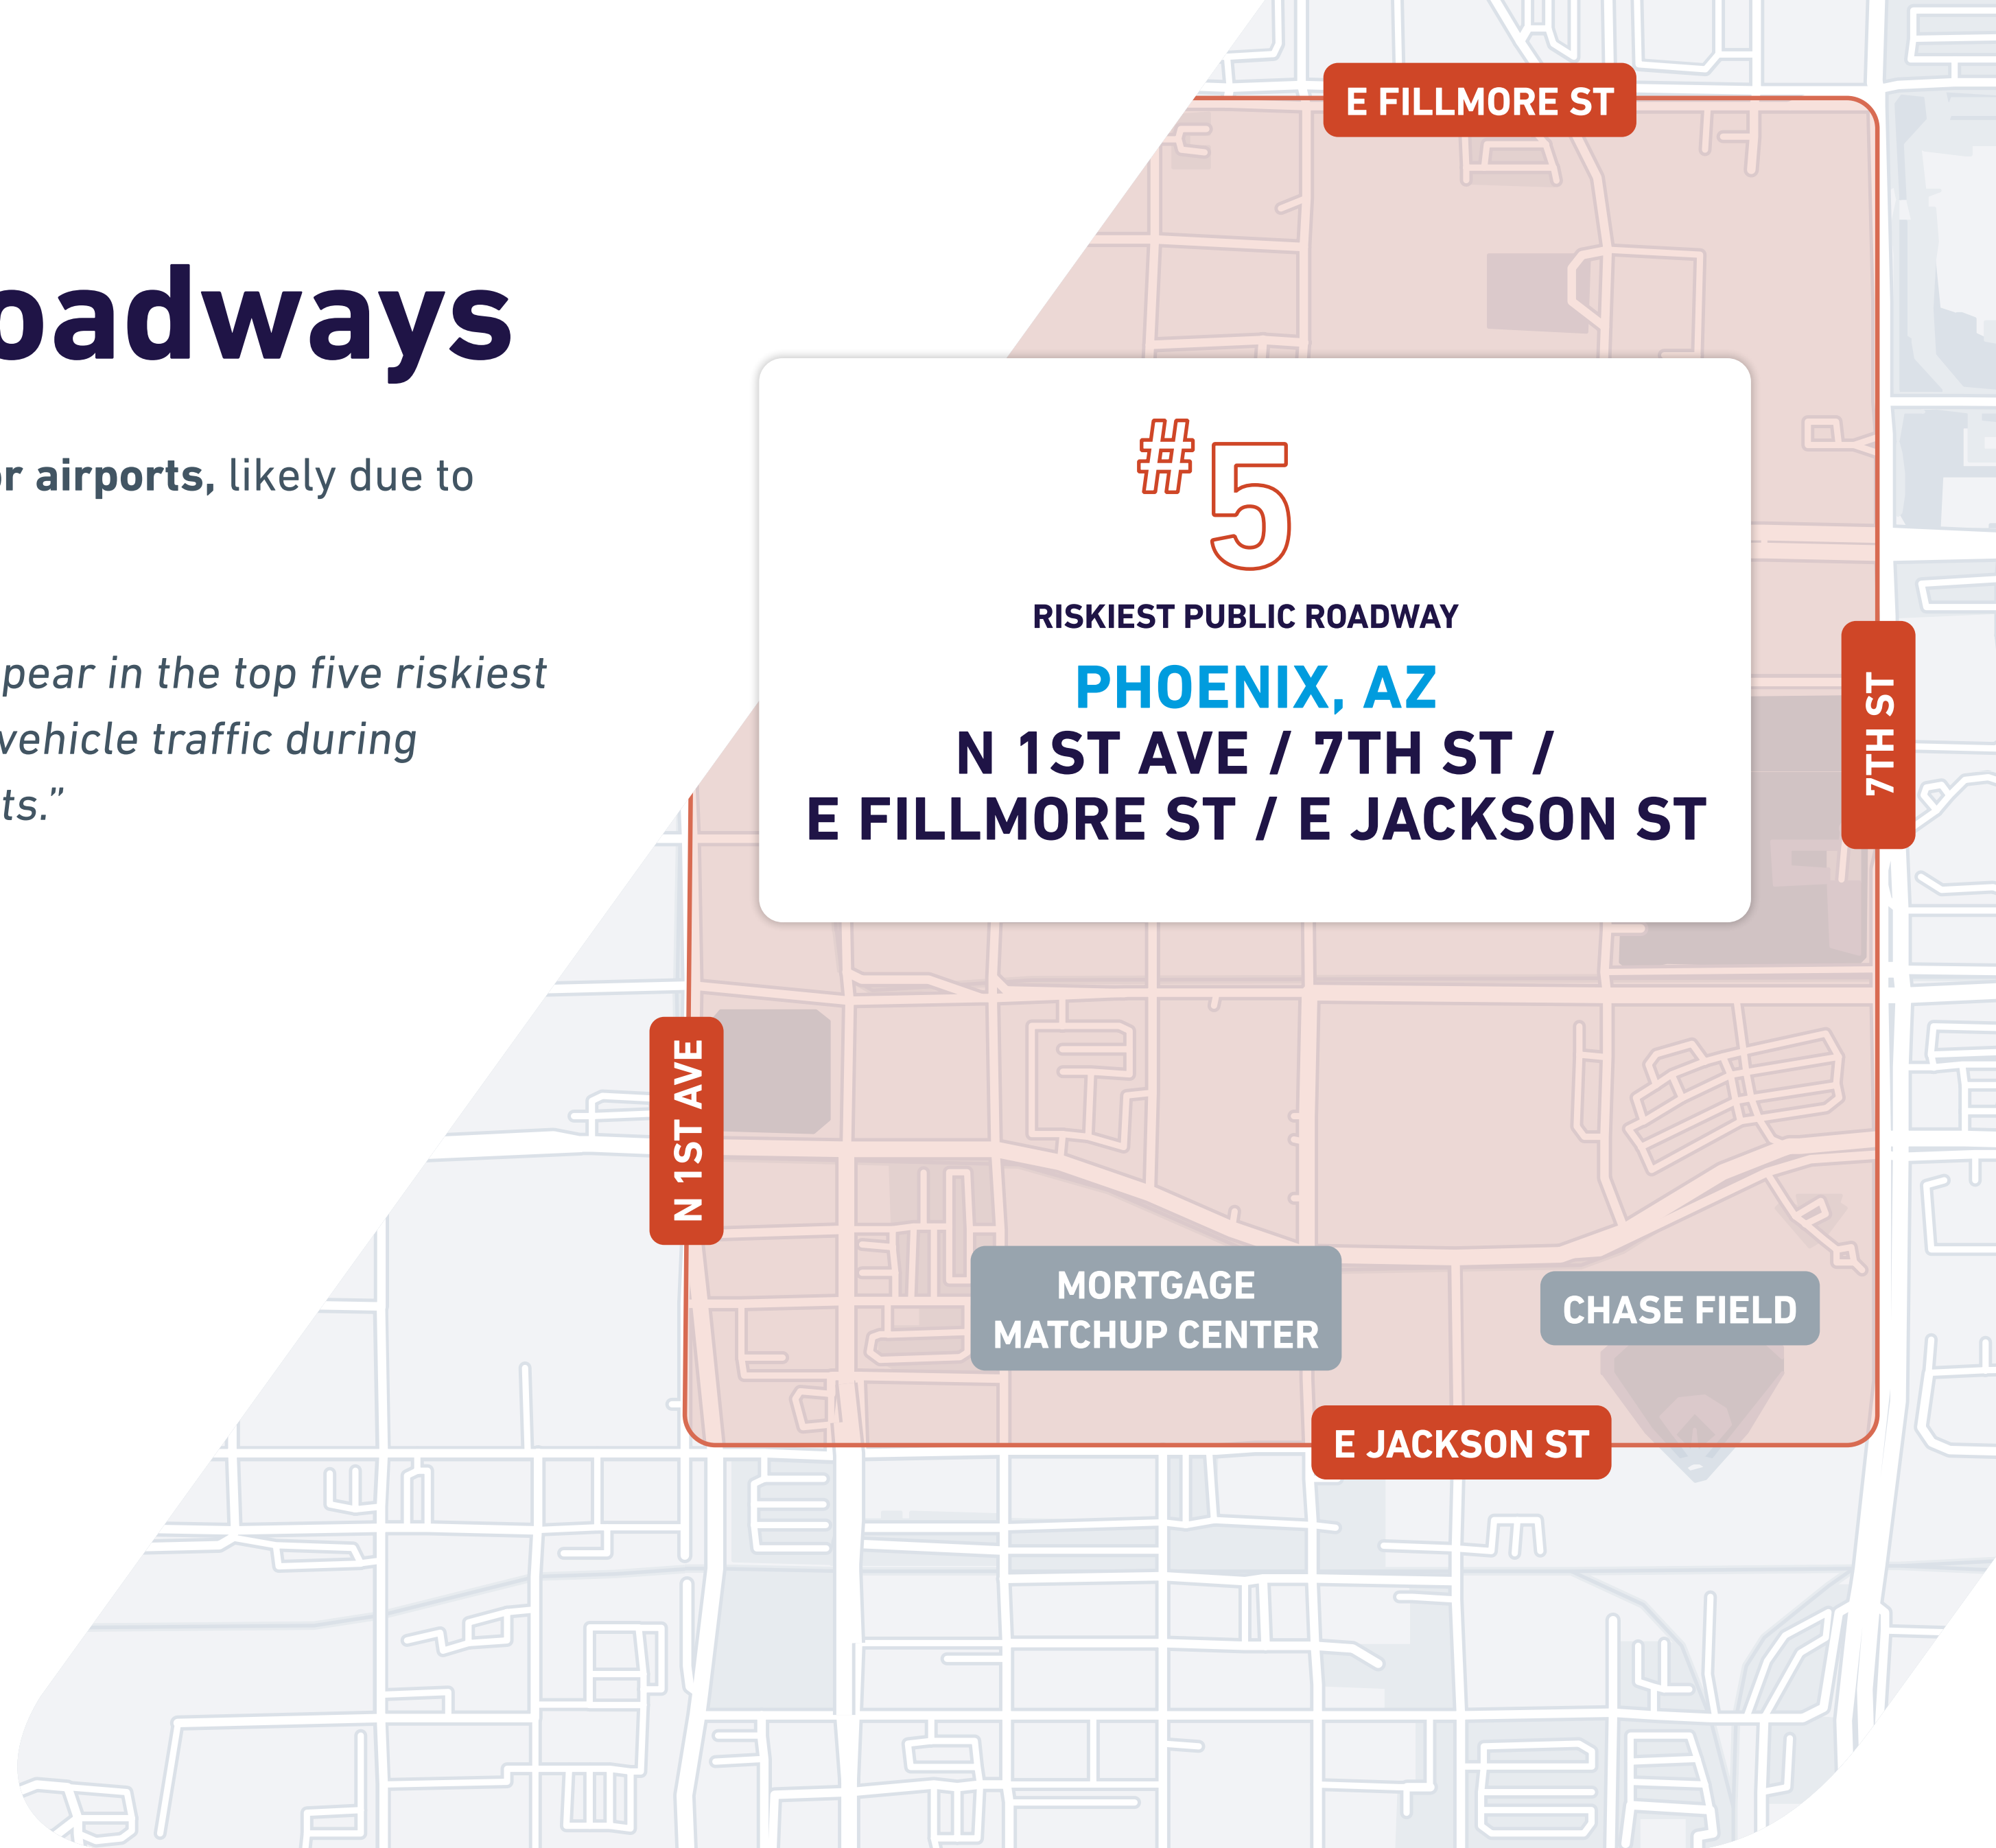 oadways
r airports, likely due to
pear in the top five riskiest
vehicle traffic during
ts.”
E FILLMORE ST
#5
RISKIEST PUBLIC ROADWAY
PHOENIX, AZ
N 1ST AVE / 7TH ST /
E FILLMORE ST / E JACKSON ST
7TH ST
N 1ST AVE
MORTGAGE
MATCHUP CENTER
CHASE FIELD
E JACKSON ST